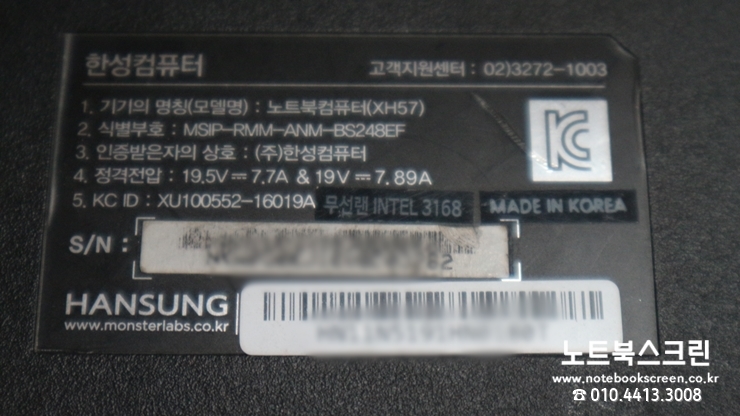 한성컴퓨터 고객지원센터 : 02)3272-1003
1. 기기의 명칭(모델명) : 노트북컴퓨터(XH57)
2. 식별부호 : MSIP-RMM-ANM-BS248EF
3. 인증받은자의 상호 : (주)한성컴퓨터
4. 정격전압 : 19.5V⎓7.7A & 19V⎓7.89A
5. KC ID : XU100552-16019A 무선랜 INTEL 3168 MADE IN KOREA
S/N :
HANSUNG
www.monsterlabs.co.kr
노트북스크린
www.notebookscreen.co.kr
☎ 010.4413.3008